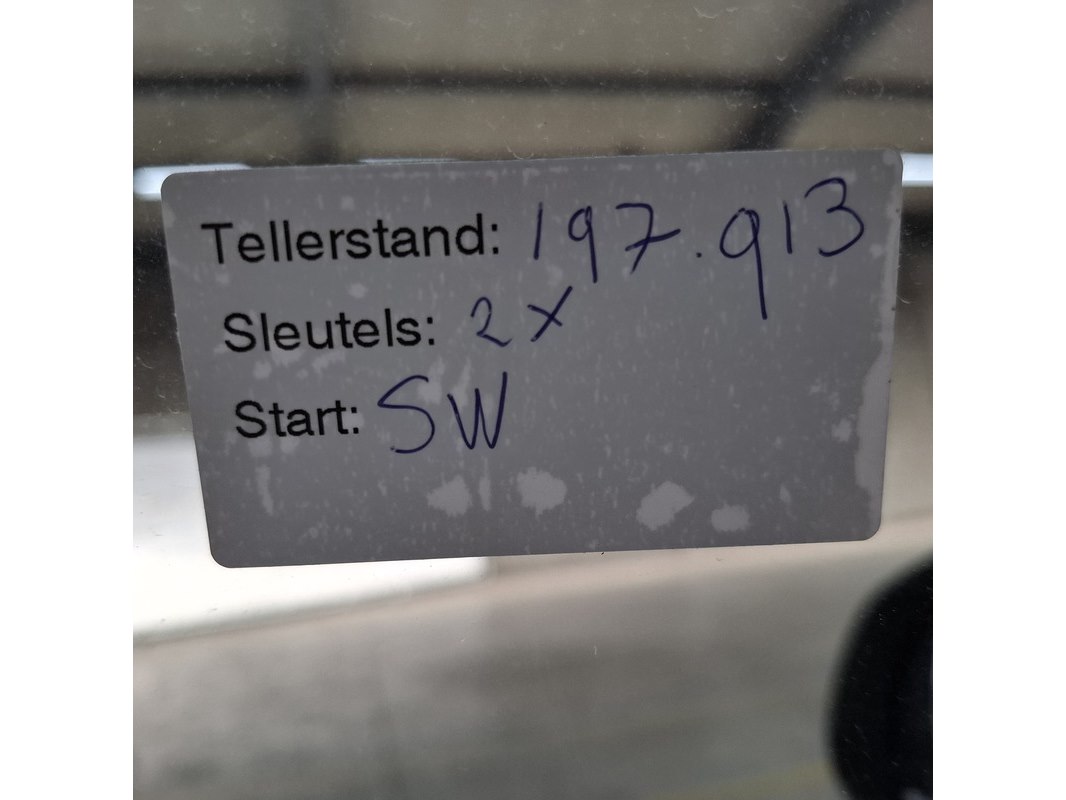 Tellerstand: 197.913
Sleutels: 2x
Start: SW